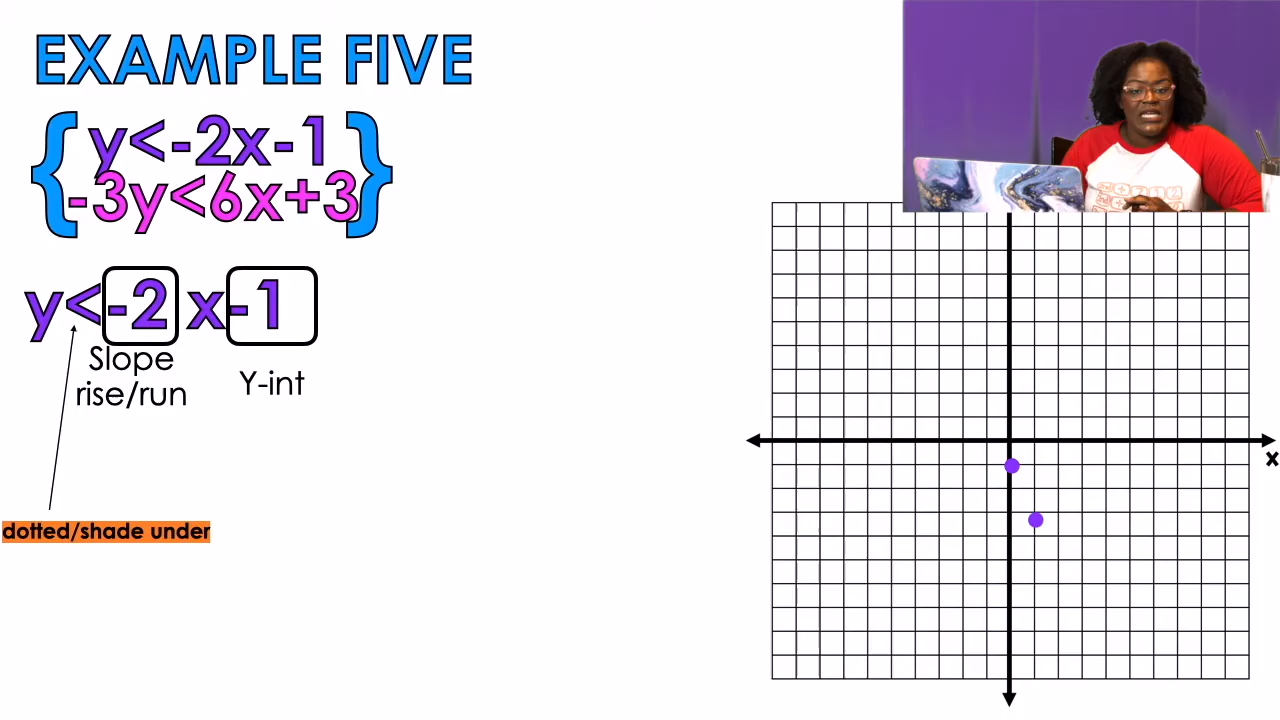 EXAMPLE FIVE
{y<-2x-1
-3y<6x+3}
y<-2x-1
Slope
rise/run
Y-int
dotted/shade under
x